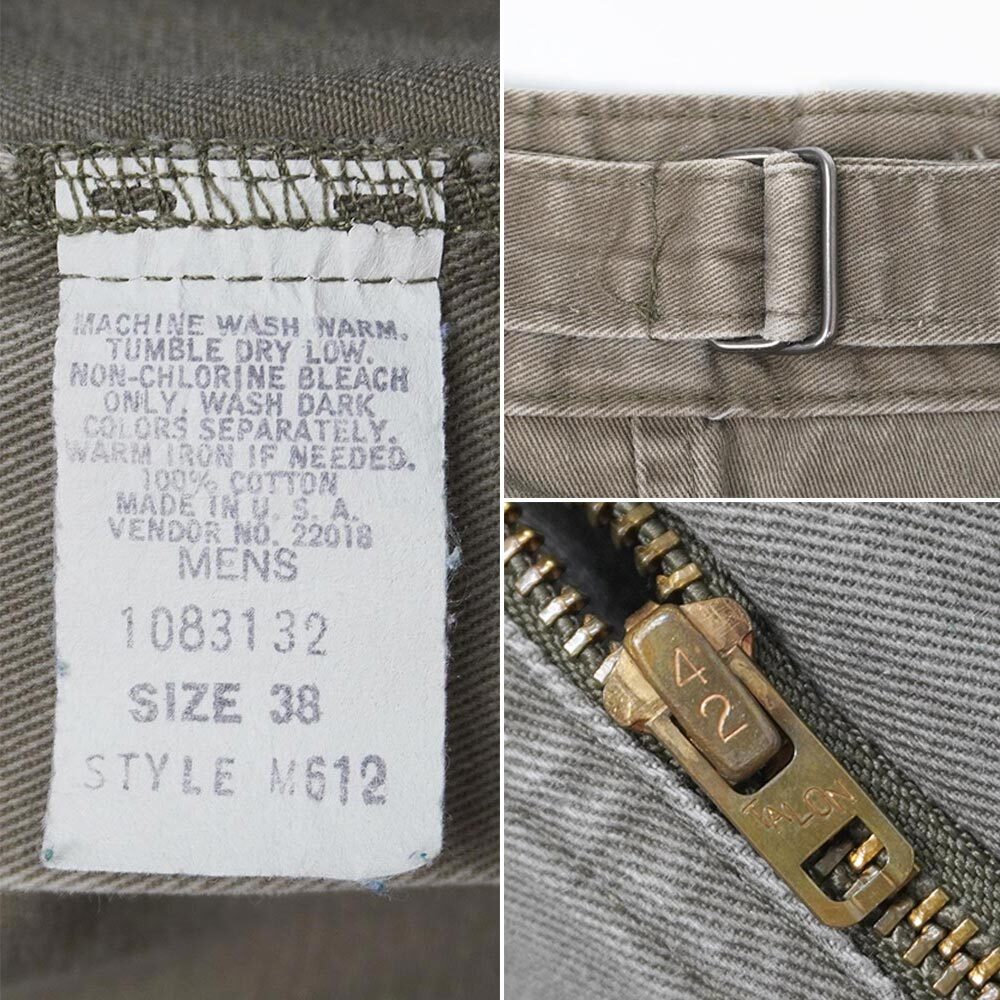 MACHINE WASH WARM.
TUMBLE DRY LOW.
NON-CHLORINE BLEACH
ONLY. WASH DARK
COLORS SEPARATELY.
WARM IRON IF NEEDED.
100% COTTON
MADE IN U. S. A.
VENDOR NO. 22018
MENS
1083132
SIZE 38
STYLE M612
42
TALON